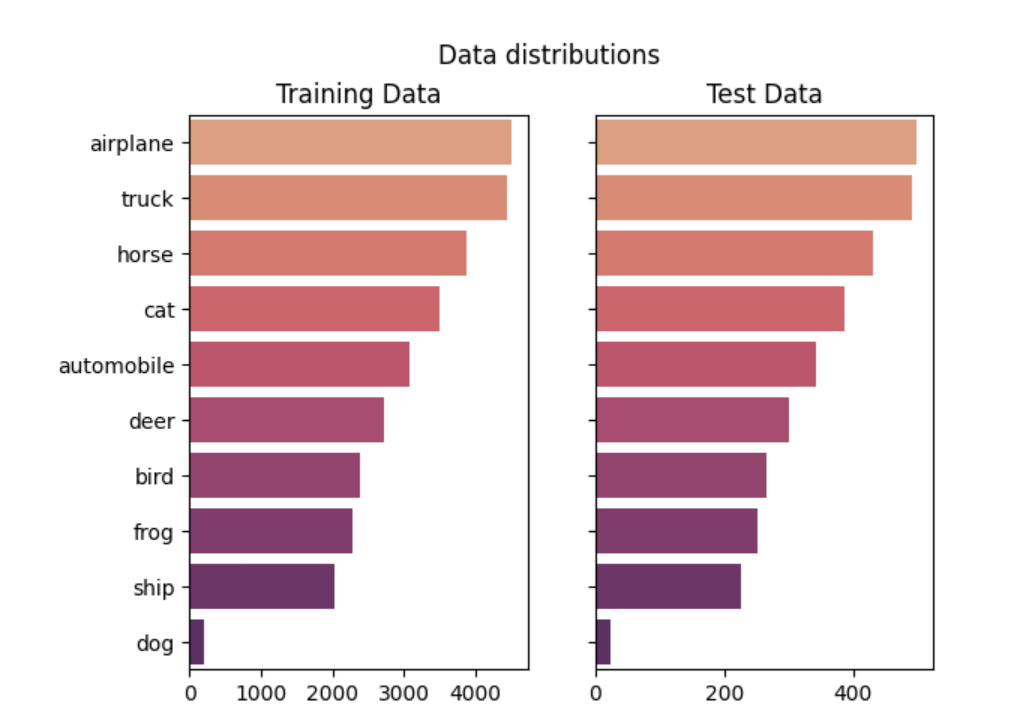 Data distributions
Training Data
Test Data
airplane
truck
horse
cat
automobile
deer
bird
frog
ship
dog
0 1000 2000 3000 4000
0 200 400